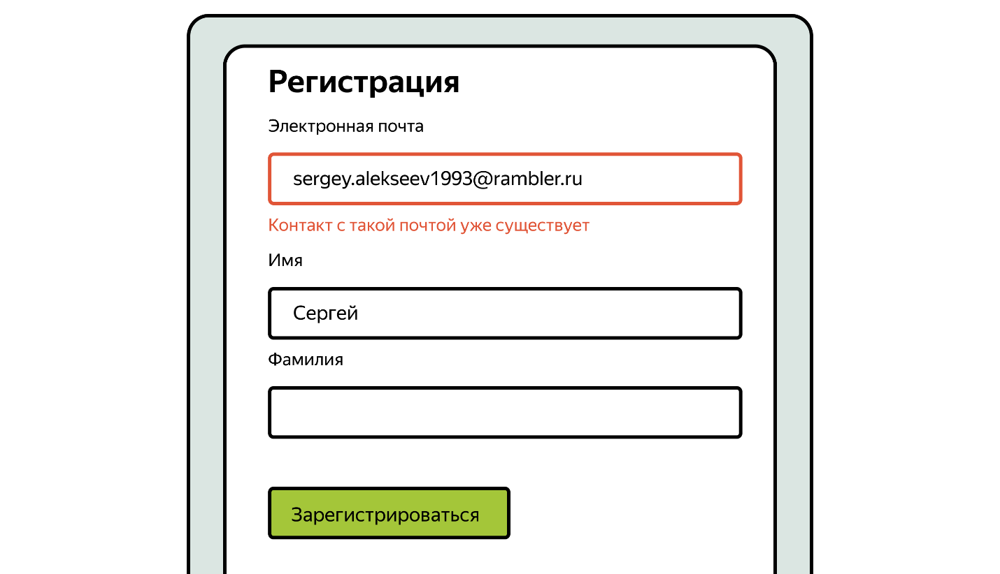 Регистрация
Электронная почта
sergey.alekseev1993@rambler.ru
Контакт с такой почтой уже существует
Имя
Сергей
Фамилия
Зарегистрироваться